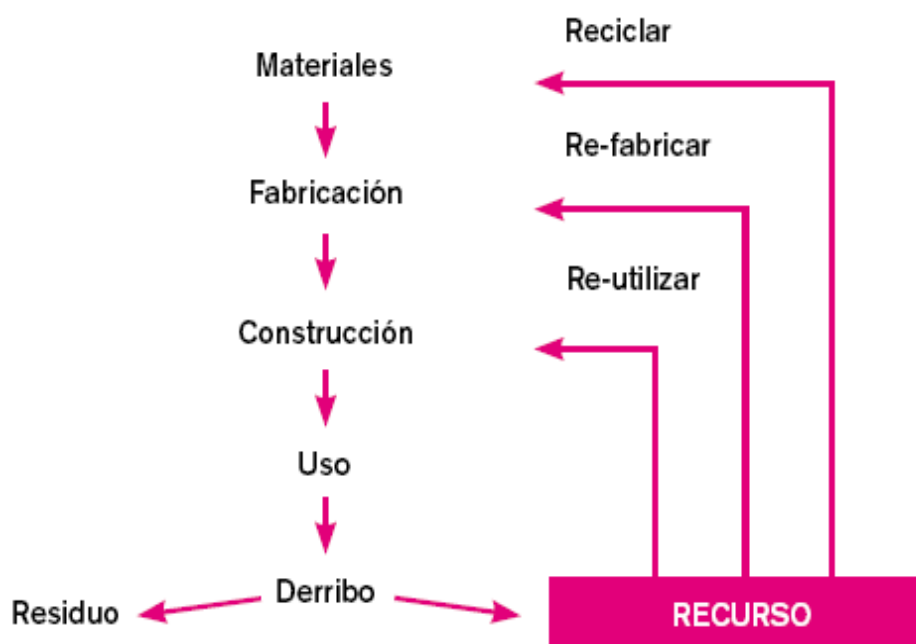 Reciclar
Materiales
Re-fabricar
Fabricación
Re-utilizar
Construcción
Uso
Derribo
Residuo
RECURSO